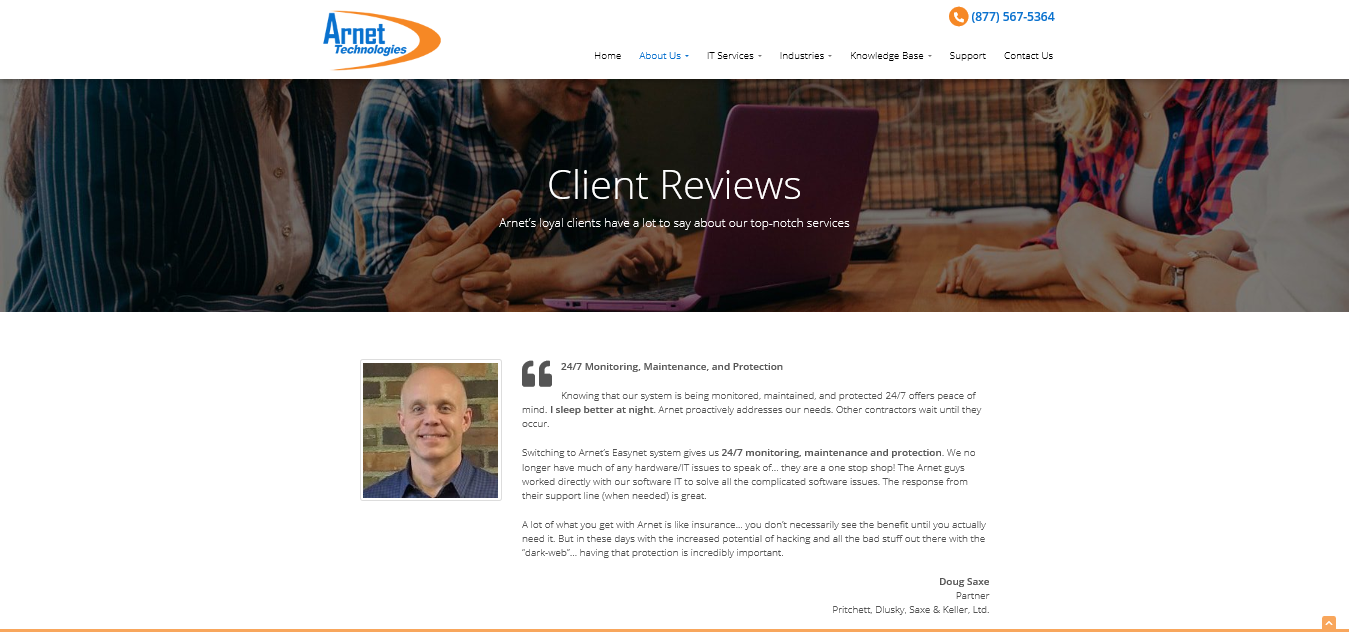 Arnet
Technologies
(877) 567-5364
Home About Us IT Services Industries Knowledge Base Support Contact Us
Client Reviews
Arnet's loyal clients have a lot to say about our top-notch services
24/7 Monitoring, Maintenance, and Protection
Knowing that our system is being monitored, maintained, and protected 24/7 offers peace of
mind. I sleep better at night. Arnet proactively addresses our needs. Other contractors wait until they
occur.
Switching to Arnet's Easynet system gives us 24/7 monitoring, maintenance and protection. We no
longer have much of any hardware/IT issues to speak of... they are a one stop shop! The Arnet guys
worked directly with our software IT to solve all the complicated software issues. The response from
their support line (when needed) is great.
A lot of what you get with Arnet is like insurance... you don't necessarily see the benefit until you actually
need it. But in these days with the increased potential of hacking and all the bad stuff out there with the
"dark-web"... having that protection is incredibly important.
Doug Saxe
Partner
Pritchett, Dlusky, Saxe & Keller, Ltd.